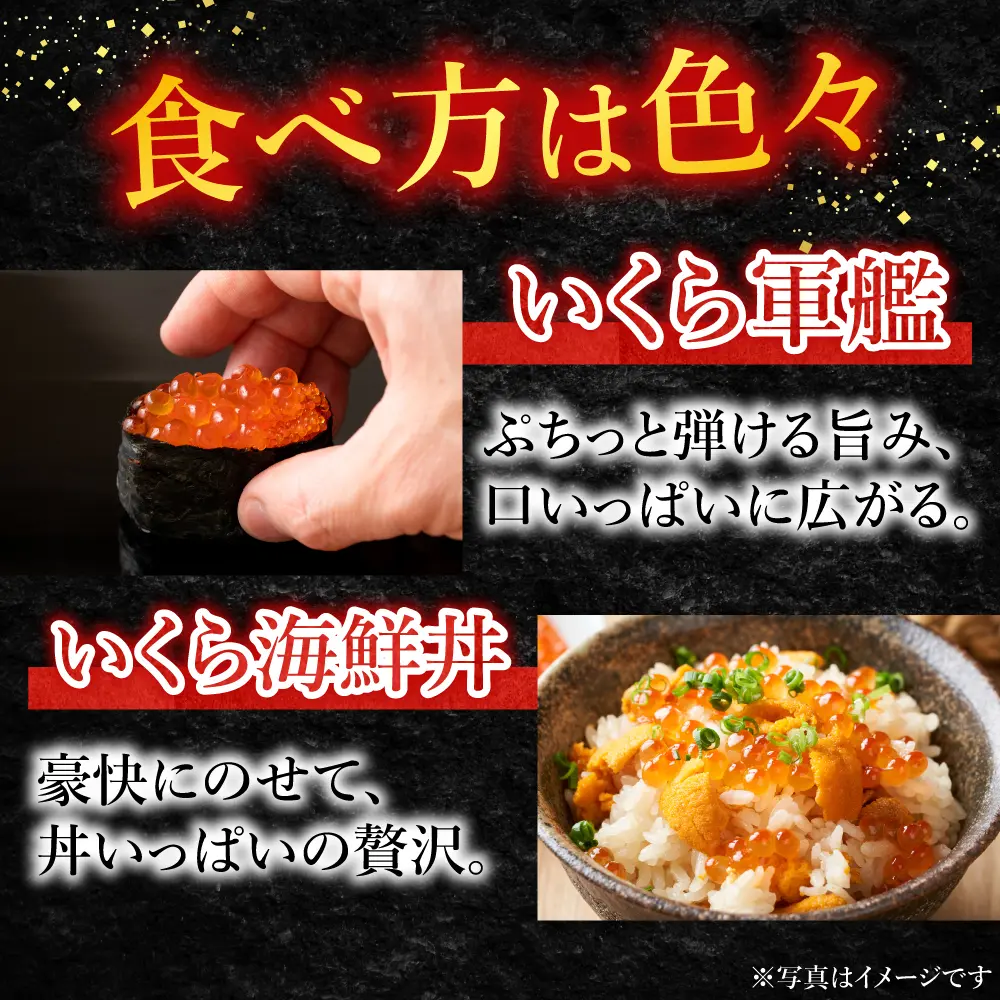 食べ方は色々
いくら軍艦
ぷちっと弾ける旨み、
口いっぱいに広がる。
いくら海鮮丼
豪快にのせて、
丼いっぱいの贅沢。
※写真はイメージです